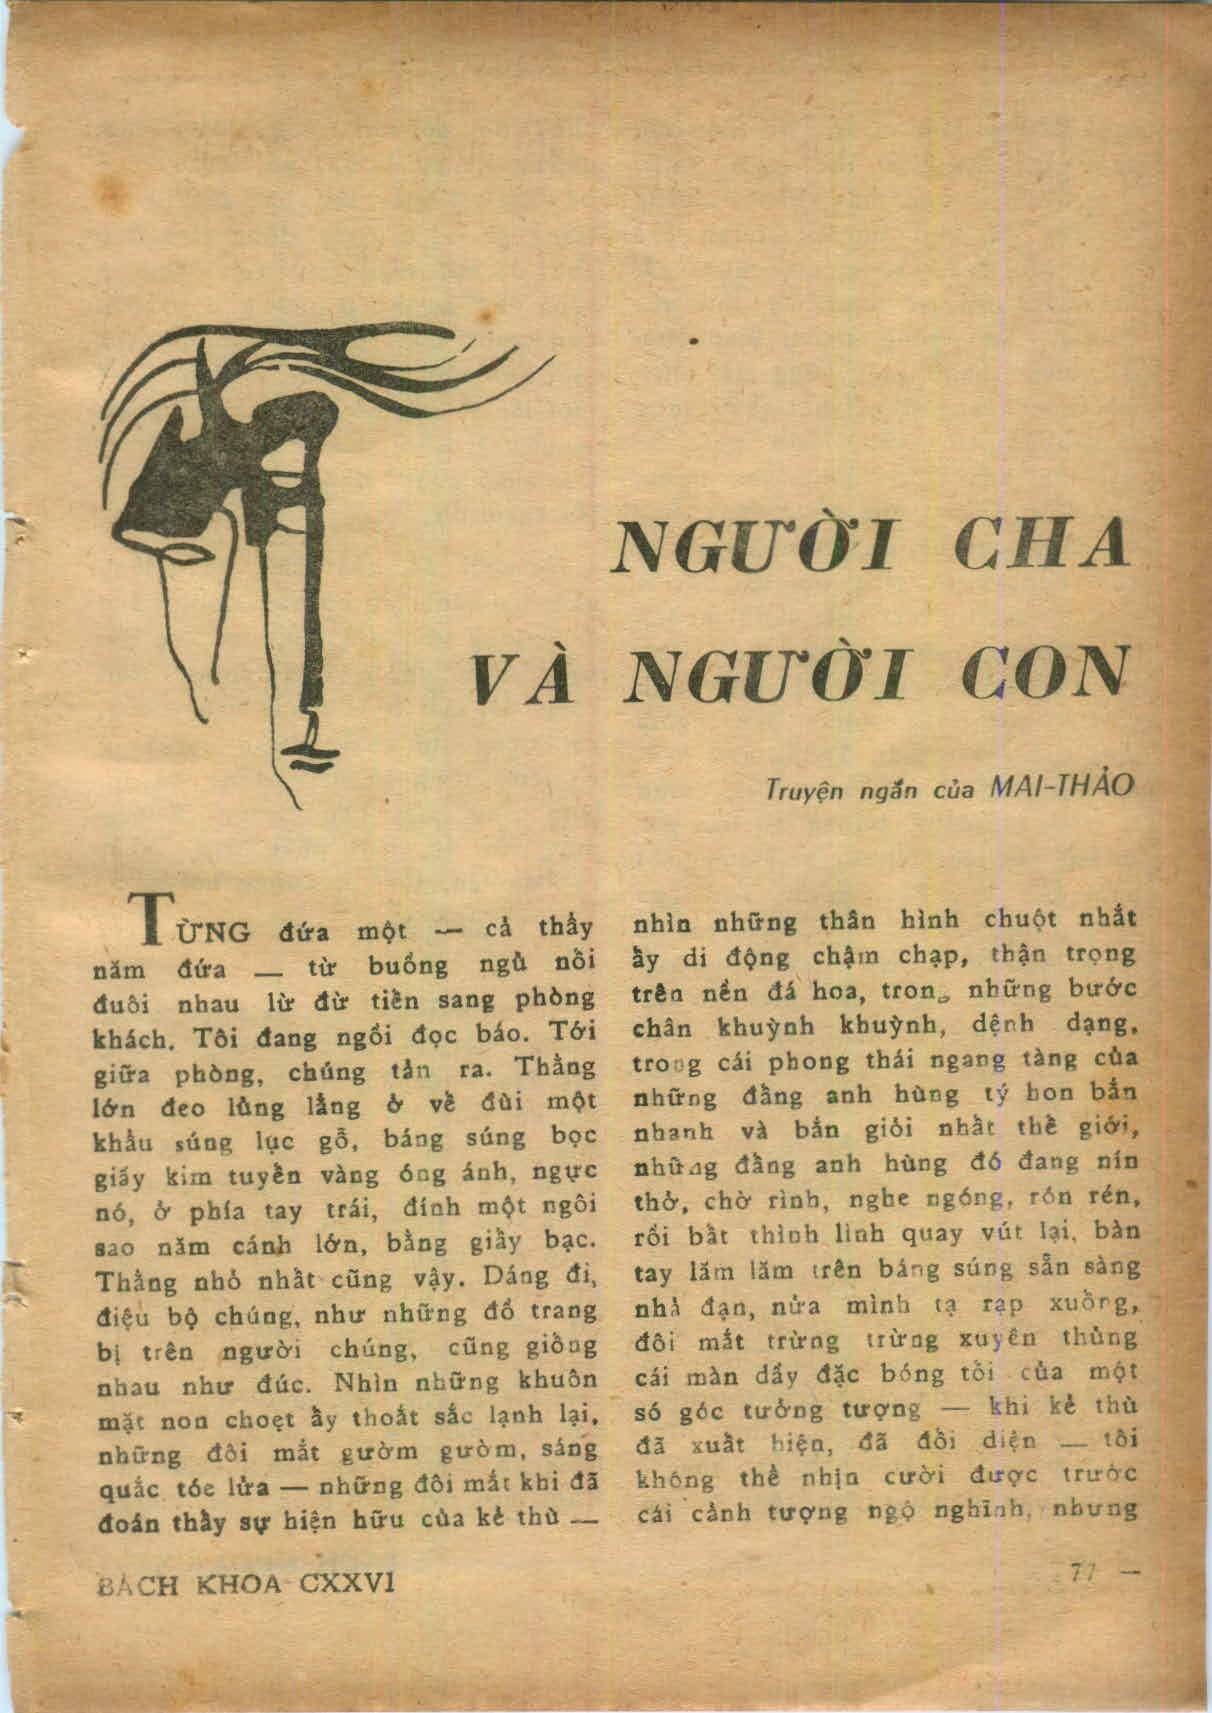 NGƯỜI CHA
VÀ NGƯỜI CON
Truyện ngắn của MAI-THẢO
TỪNG đứa một — cả thẩy
năm đứa — từ buồng ngủ nối
đuôi nhau lừ đừ tiến sang phòng
khách. Tôi đang ngồi đọc báo. Tới
giữa phòng, chúng tản ra. Thằng
lớn đeo lủng lẳng ở về đùi một
khẩu súng lục gỗ, báng súng bọc
giấy kim tuyến vàng óng ánh, ngực
nó, ở phía tay trái, đính một ngôi
sao năm cánh lớn, bằng giấy bạc.
Thằng nhỏ nhất cũng vậy. Dáng đi,
điệu bộ chúng, như những đồ trang
bị trên người chúng, cũng giống
nhau như đúc. Nhìn những khuôn
mặt non choẹt ấy thoắt sắc lạnh lại,
những đôi mắt gườm gườm, sáng
quắc tóe lửa — những đôi mắt khi đã
đoán thấy sự hiện hữu của kẻ thù —
nhìn những thân hình chuột nhắt
ấy di động chậm chạp, thận trọng
trên nền đá hoa, trong những bước
chân khuỳnh khuỳnh, dệnh dạng,
trong cái phong thái ngang tàng của
những đấng anh hùng tý hon bắn
nhanh và bắn giỏi nhất thế giới,
những đấng anh hùng đó đang nín
thở, chờ rình, nghe ngóng, rón rén,
rồi bất thình lình quay vút lại, bàn
tay lăm lăm trên báng súng sẵn sàng
nhả đạn, nửa mình tạ rạp xuống,
đôi mắt trừng trừng xuyên thủng
cái màn dầy đặc bóng tối của một
só góc tưởng tượng — khi kẻ thù
đã xuất hiện, đã đối diện — tôi
không thể nhịn cười được trước
cái cảnh tượng ngộ nghĩnh, nhưng
BÁCH KHOA CXXVI
77 —